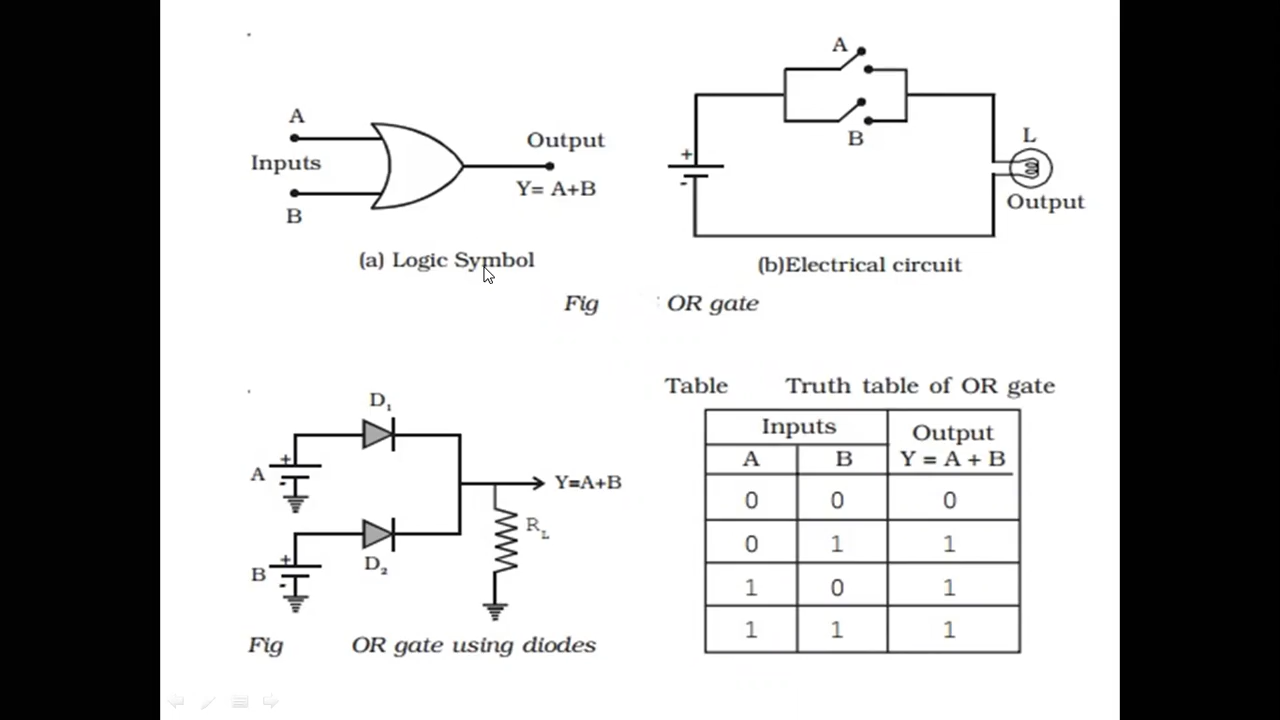 A
Inputs
B
Output
Y= A+B
(a) Logic Symbol
A
B
+
-
L
Output
(b)Electrical circuit
Fig OR gate
D1
A
+
-
Y=A+B
RL
B
+
-
D2
Fig OR gate using diodes
Table Truth table of OR gate
Inputs Output
A B Y = A + B
0 0 0
0 1 1
1 0 1
1 1 1